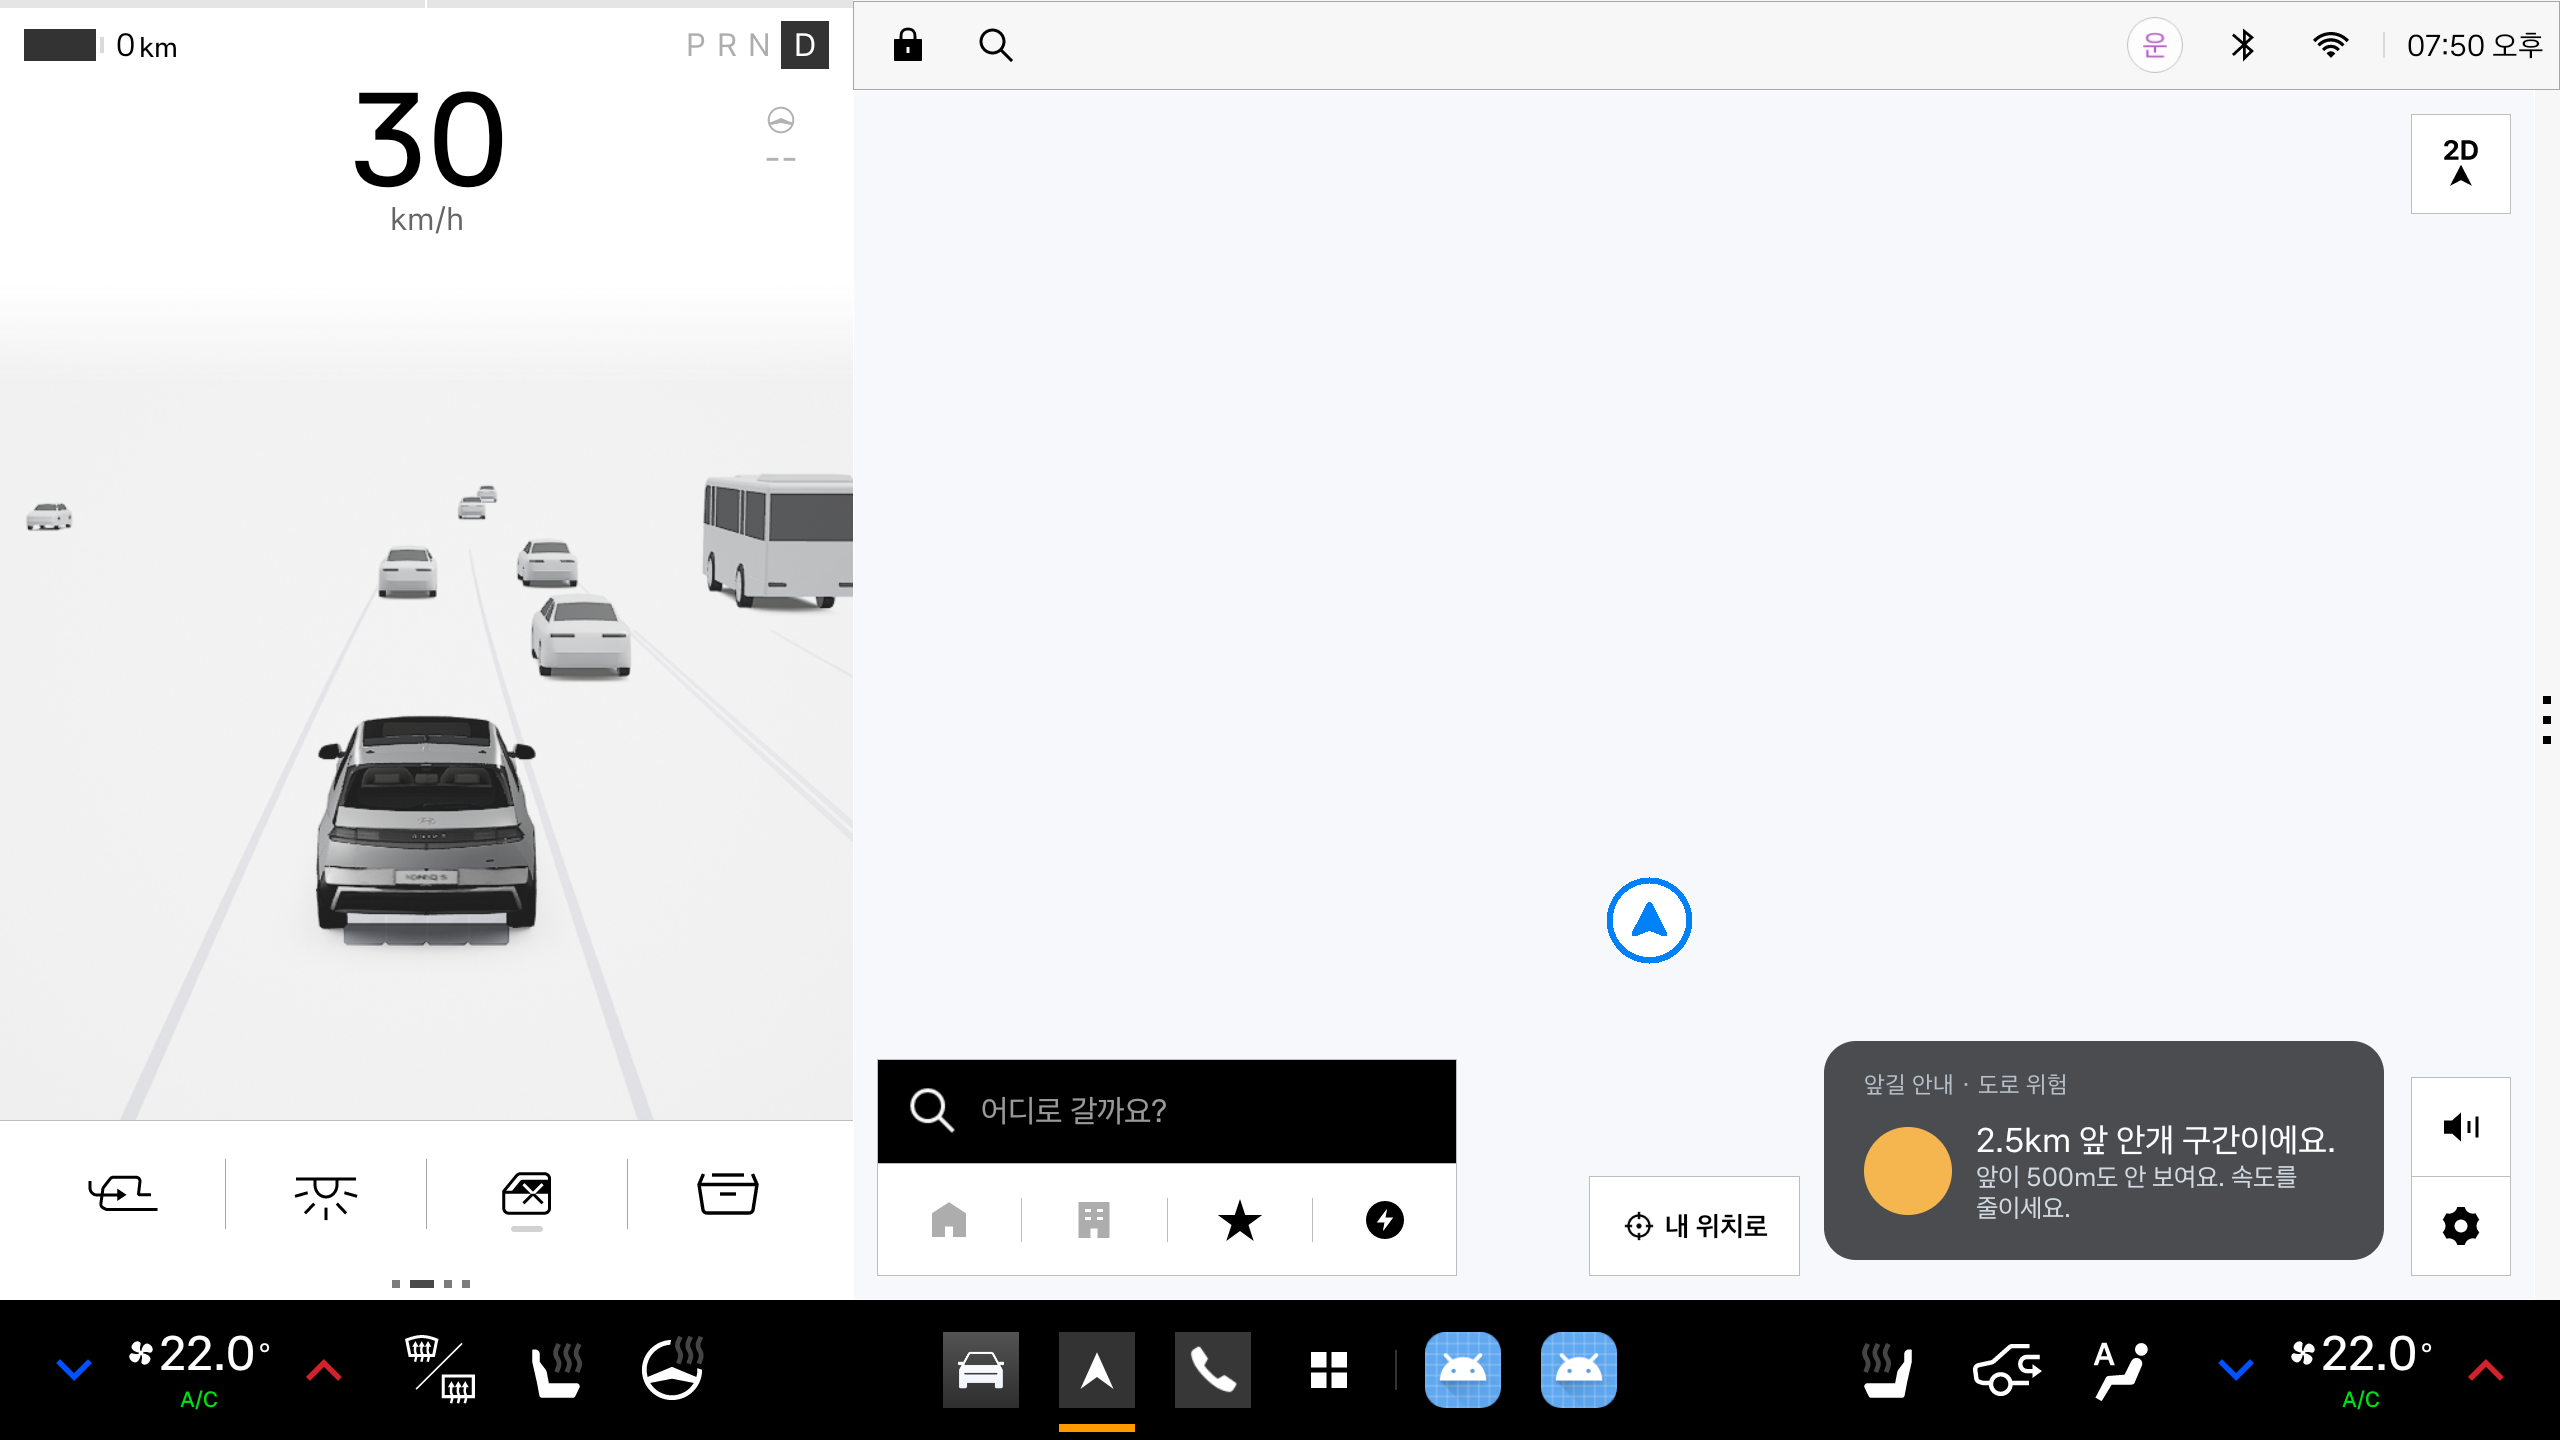 0 km
P R N D
30
km/h
--
운
07:50 오후
2D
IONIQ 5
어디로 갈까요?
내 위치로
앞길 안내 · 도로 위험
2.5km 앞 안개 구간이에요.
앞이 500m도 안 보여요. 속도를
줄이세요.
22.0°
A/C
A
22.0°
A/C